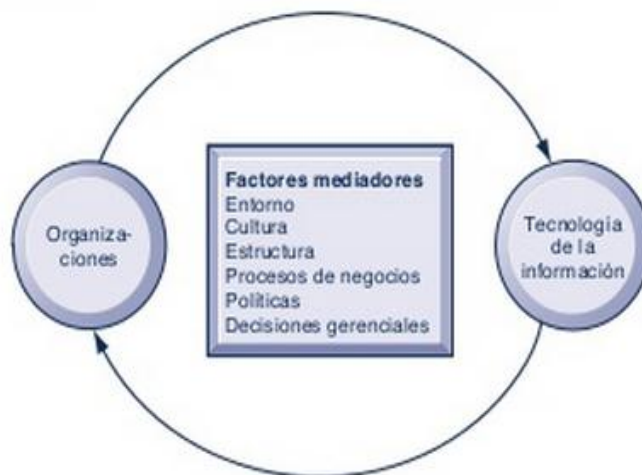 Organiza-
ciones
Factores mediadores
Entorno
Cultura
Estructura
Procesos de negocios
Políticas
Decisiones gerenciales
Tecnología
de la
información